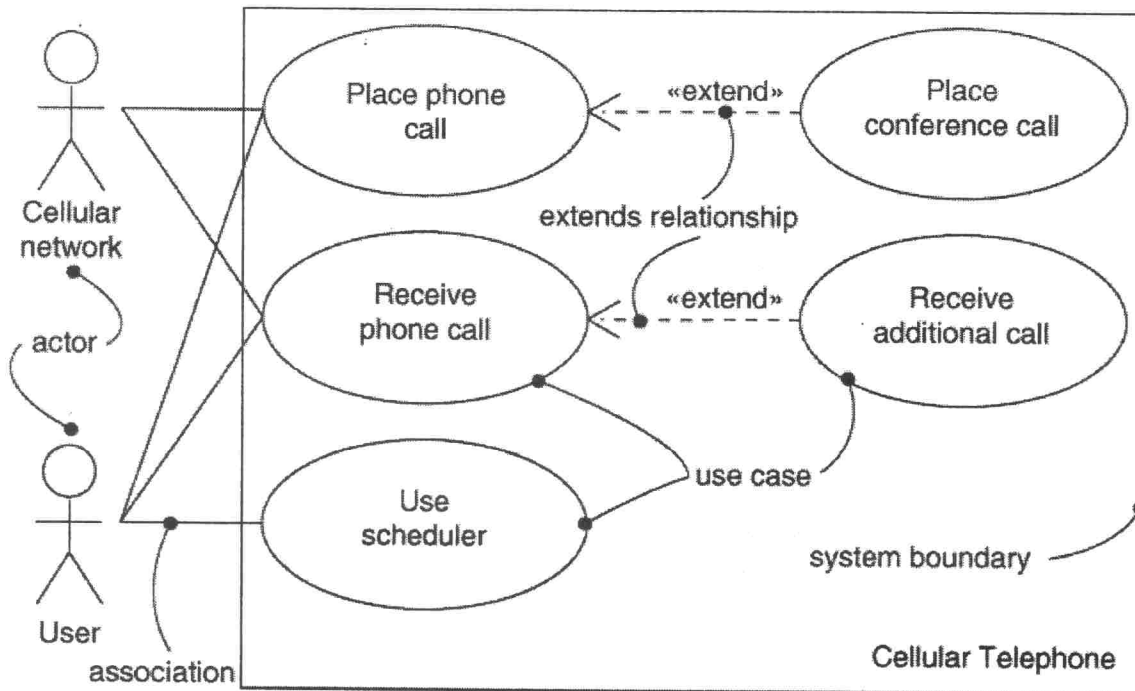 Place phone
call
«extend»
Place
conference call
Cellular
network
extends relationship
Receive
phone call
«extend»
Receive
additional call
actor
use case
Use
scheduler
system boundary
User
association
Cellular Telephone